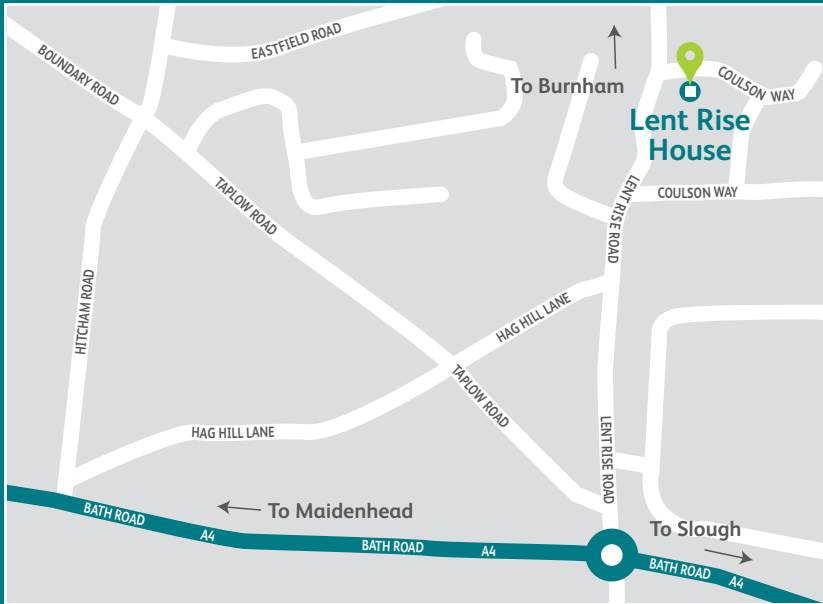 EASTFIELD ROAD
BOUNDARY ROAD
To Burnham
COULSON WAY
Lent Rise
House
TAPLOW ROAD
COULSON WAY
LENT RISE ROAD
HITCHAM ROAD
HAG HILL LANE
TAPLOW ROAD
HAG HILL LANE
LENT RISE ROAD
To Maidenhead
BATH ROAD
A4
BATH ROAD
A4
To Slough
BATH ROAD
A4